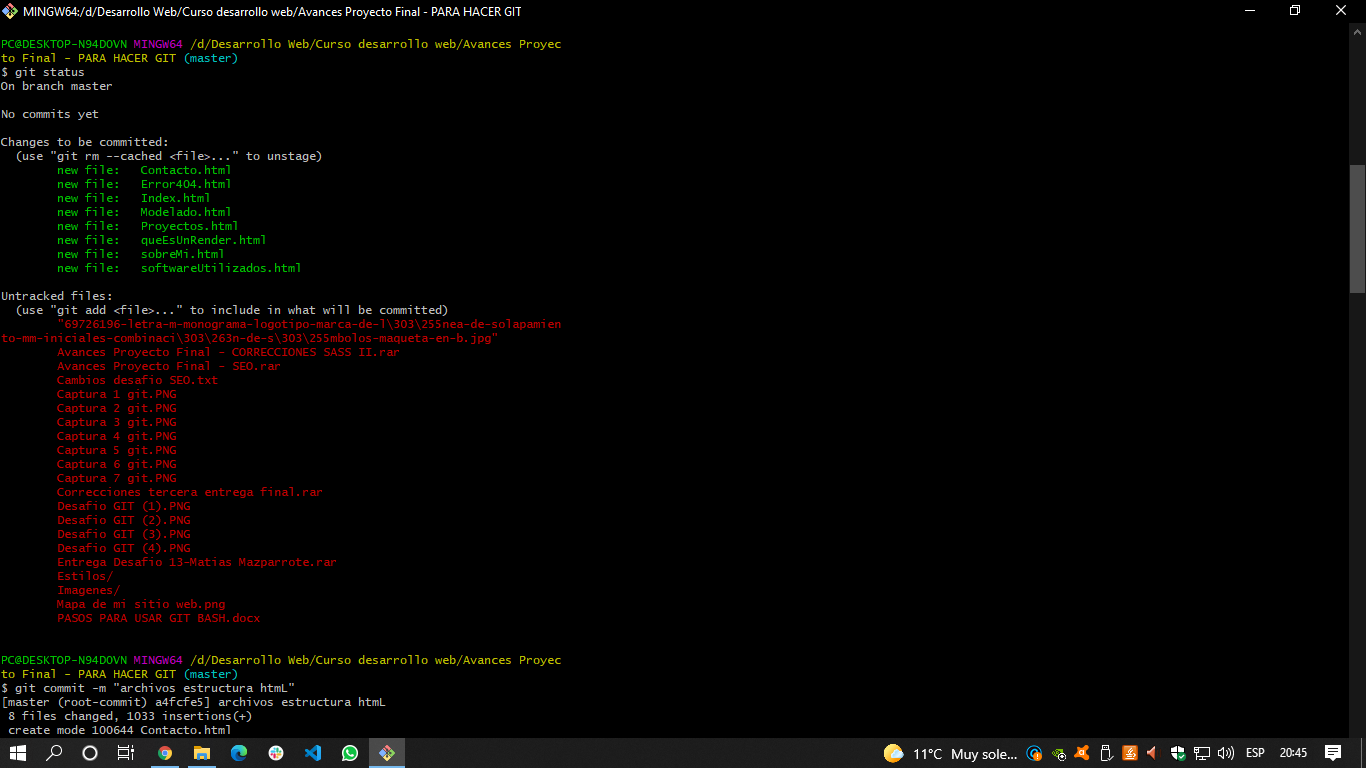 MINGW64:/d/Desarrollo Web/Curso desarrollo web/Avances Proyecto Final - PARA HACER GIT
PC@DESKTOP-N94DOVN MINGW64 /d/Desarrollo Web/Curso desarrollo web/Avances Proyec
to Final - PARA HACER GIT (master)
$ git status
On branch master
No commits yet
Changes to be committed:
(use "git rm --cached <file>..." to unstage)
new file:   Contacto.html
new file:   Error404.html
new file:   Index.html
new file:   Modelado.html
new file:   Proyectos.html
new file:   queEsUnRender.html
new file:   sobreMi.html
new file:   softwareUtilizados.html
Untracked files:
(use "git add <file>..." to include in what will be committed)
"69726196-letra-m-monograma-logotipo-marca-de-l\303\255nea-de-solapamien
to-mm-iniciales-combinaci\303\263n-de-s\303\255mbolos-maqueta-en-b.jpg"
Avances Proyecto Final - CORRECCIONES SASS II.rar
Avances Proyecto Final - SEO.rar
Cambios desafio SEO.txt
Captura 1 git.PNG
Captura 2 git.PNG
Captura 3 git.PNG
Captura 4 git.PNG
Captura 5 git.PNG
Captura 6 git.PNG
Captura 7 git.PNG
Correcciones tercera entrega final.rar
Desafio GIT (1).PNG
Desafio GIT (2).PNG
Desafio GIT (3).PNG
Desafio GIT (4).PNG
Entrega Desafio 13-Matias Mazparrote.rar
Estilos/
Imagenes/
Mapa de mi sitio web.png
PASOS PARA USAR GIT BASH.docx
PC@DESKTOP-N94DOVN MINGW64 /d/Desarrollo Web/Curso desarrollo web/Avances Proyec
to Final - PARA HACER GIT (master)
$ git commit -m "archivos estructura htmL"
[master (root-commit) a4fcfe5] archivos estructura htmL
8 files changed, 1033 insertions(+)
create mode 100644 Contacto.html
11°C Muy sole... ESP 20:45